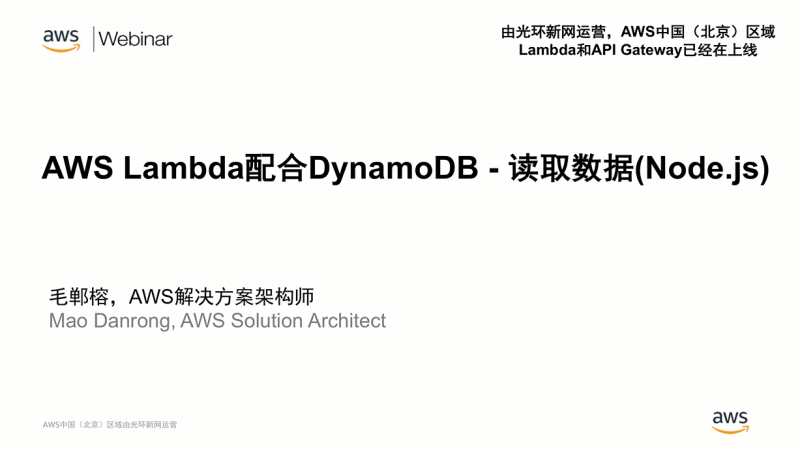 aws Webinar
由光环新网运营，AWS中国（北京）区域
Lambda和API Gateway已经在上线
AWS Lambda配合DynamoDB - 读取数据(Node.js)
毛郸榕，AWS解决方案架构师
Mao Danrong, AWS Solution Architect
AWS中国（北京）区域由光环新网运营
aws